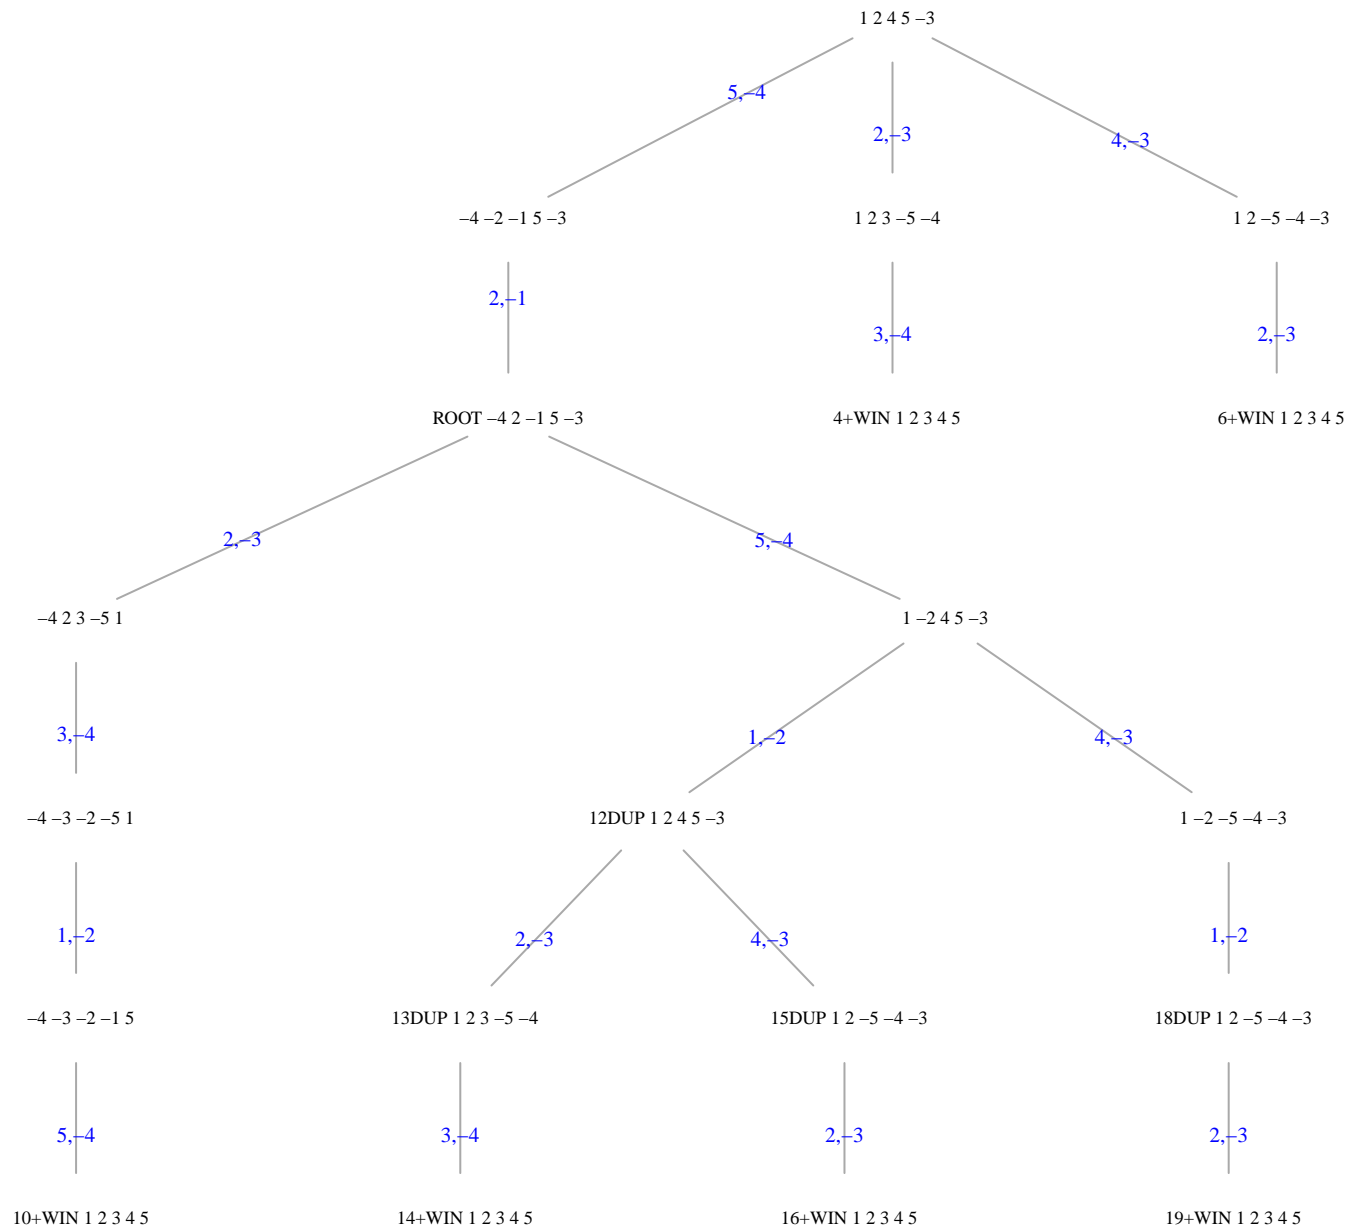 1 2 4 5 –3
5,–4
2,–3
4,–3
–4 –2 –1 5 –3
1 2 3 –5 –4
1 2 –5 –4 –3
2,–1
3,–4
2,–3
ROOT –4 2 –1 5 –3
4+WIN 1 2 3 4 5
6+WIN 1 2 3 4 5
2,–3
5,–4
–4 2 3 –5 1
1 –2 4 5 –3
3,–4
1,–2
4,–3
–4 –3 –2 –5 1
12DUP 1 2 4 5 –3
1 –2 –5 –4 –3
1,–2
2,–3
4,–3
1,–2
–4 –3 –2 –1 5
13DUP 1 2 3 –5 –4
15DUP 1 2 –5 –4 –3
18DUP 1 2 –5 –4 –3
5,–4
3,–4
2,–3
2,–3
10+WIN 1 2 3 4 5
14+WIN 1 2 3 4 5
16+WIN 1 2 3 4 5
19+WIN 1 2 3 4 5